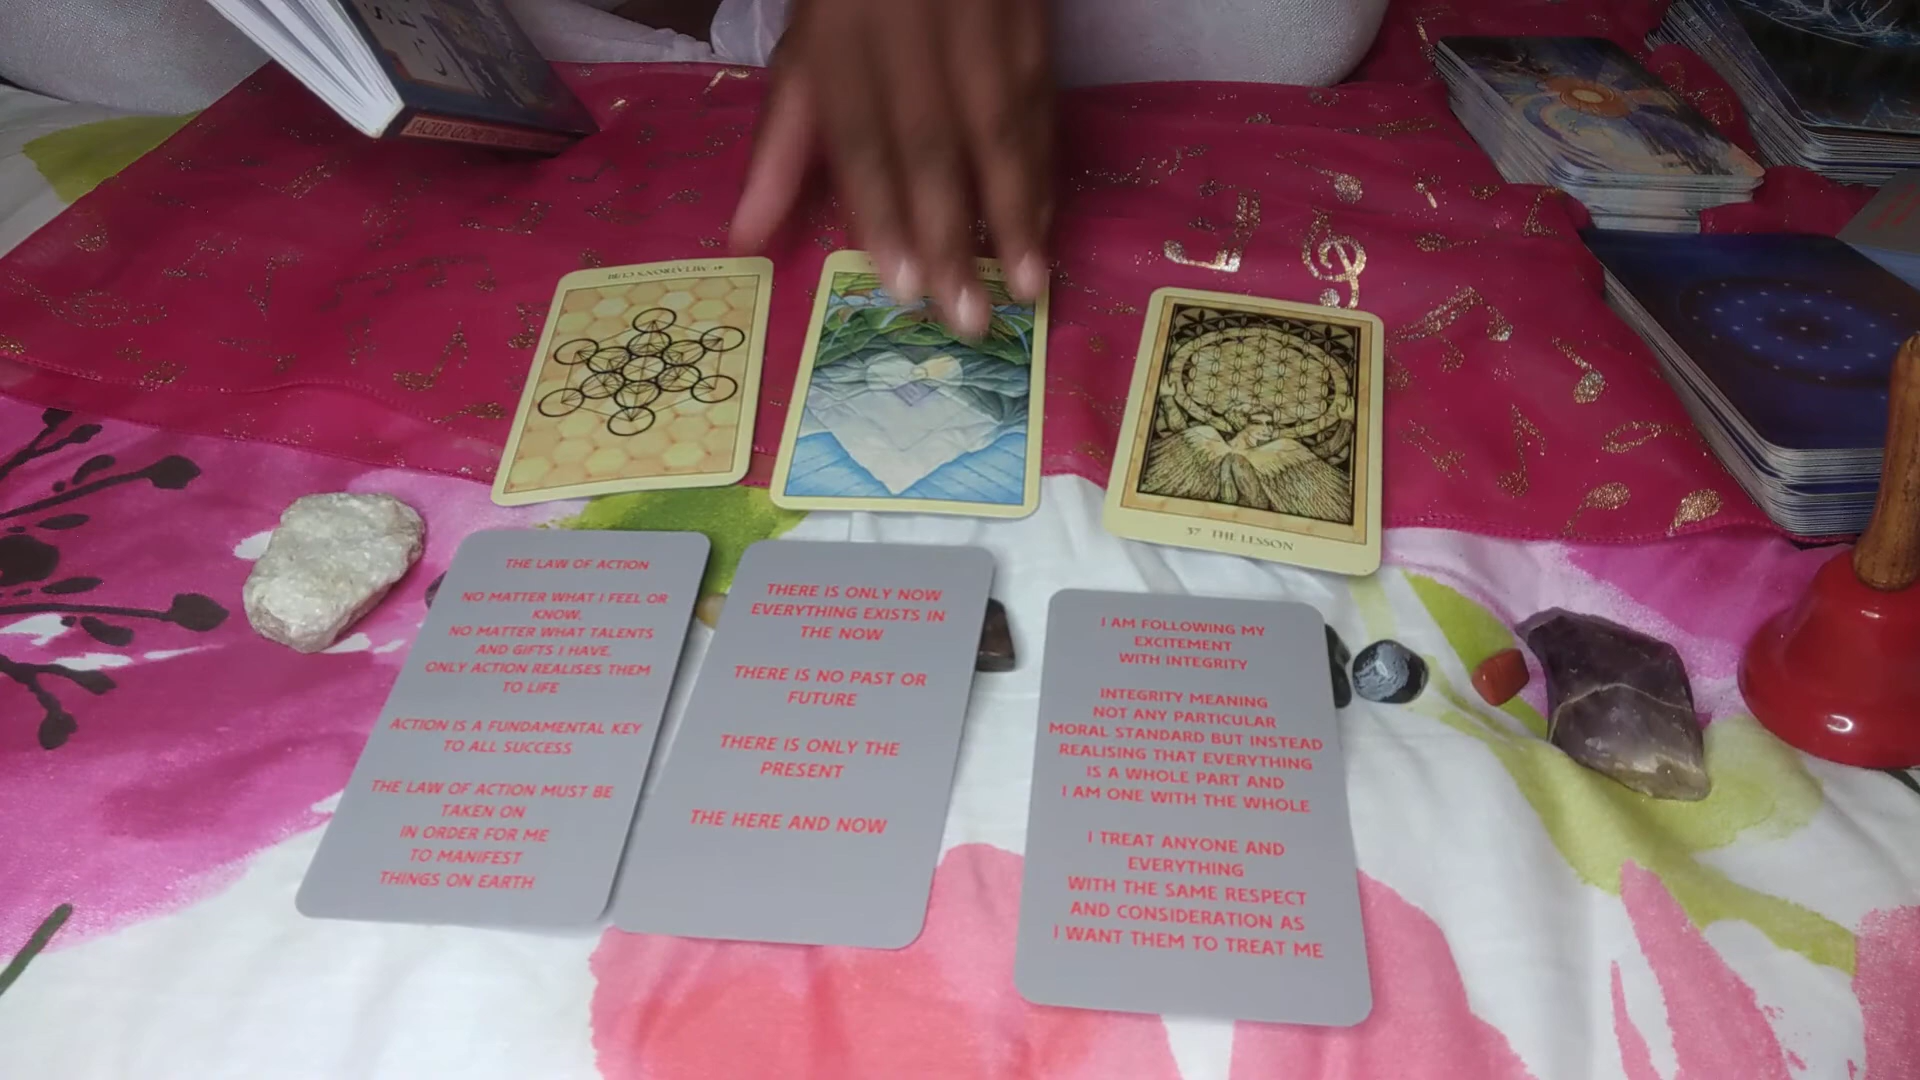 SACRED GEOMETRY
METATRON'S CUBE
37 THE LESSON
THE LAW OF ACTION
NO MATTER WHAT I FEEL OR
KNOW,
NO MATTER WHAT TALENTS
AND GIFTS I HAVE,
ONLY ACTION REALISES THEM
TO LIFE
ACTION IS A FUNDAMENTAL KEY
TO ALL SUCCESS
THE LAW OF ACTION MUST BE
TAKEN ON
IN ORDER FOR ME
TO MANIFEST
THINGS ON EARTH
THERE IS ONLY NOW
EVERYTHING EXISTS IN
THE NOW
THERE IS NO PAST OR
FUTURE
THERE IS ONLY THE
PRESENT
THE HERE AND NOW
I AM FOLLOWING MY
EXCITEMENT
WITH INTEGRITY
INTEGRITY MEANING
NOT ANY PARTICULAR
MORAL STANDARD BUT INSTEAD
REALISING THAT EVERYTHING
IS A WHOLE PART AND
I AM ONE WITH THE WHOLE
I TREAT ANYONE AND
EVERYTHING
WITH THE SAME RESPECT
AND CONSIDERATION AS
I WANT THEM TO TREAT ME